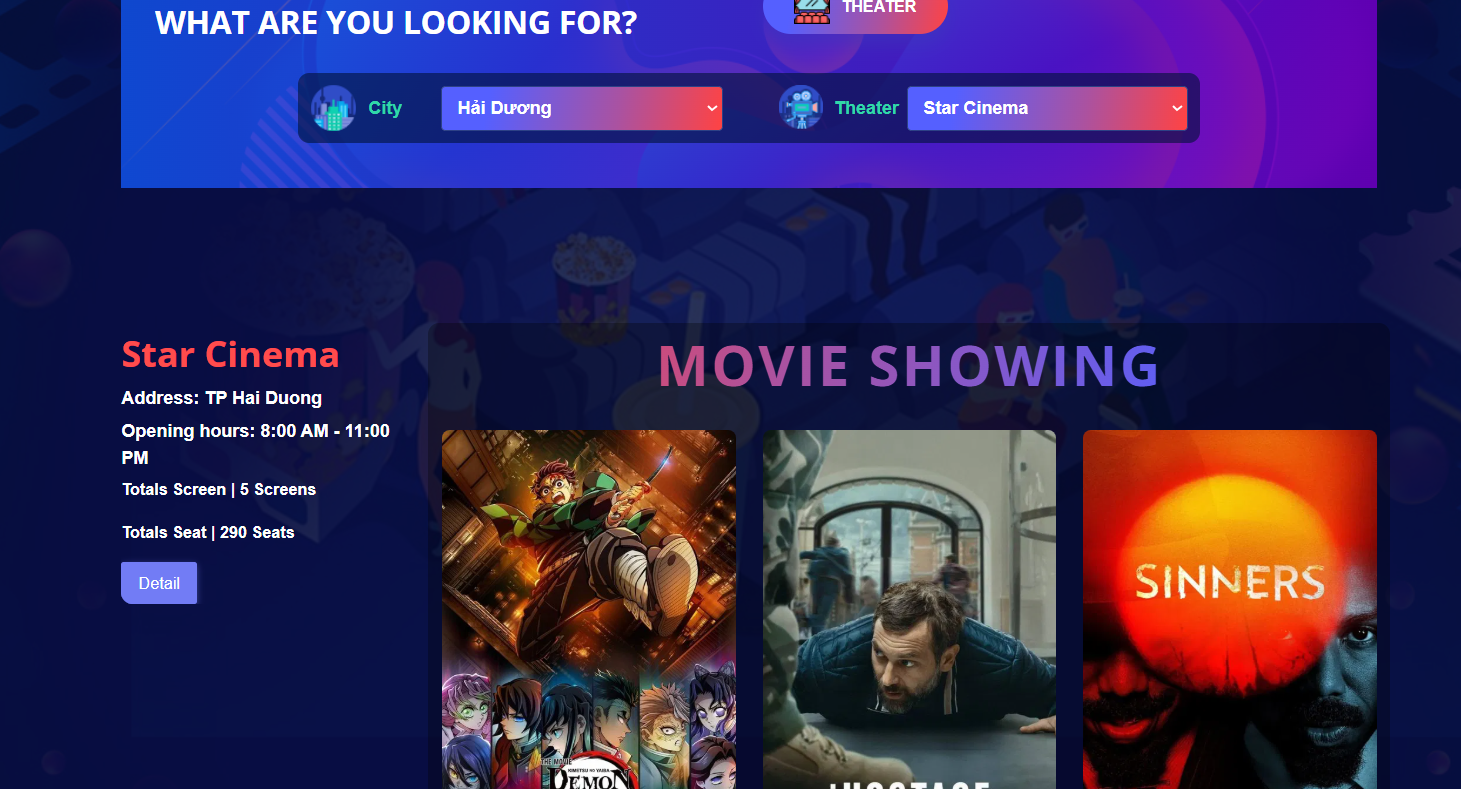 WHAT ARE YOU LOOKING FOR?
THEATER
City
Hải Dương
Theater
Star Cinema
Star Cinema
Address: TP Hai Duong
Opening hours: 8:00 AM - 11:00
PM
Totals Screen | 5 Screens
Totals Seat | 290 Seats
Detail
MOVIE SHOWING
THE MOVIE
KIMETSU NO YAIBA
DEMON
SINNERS